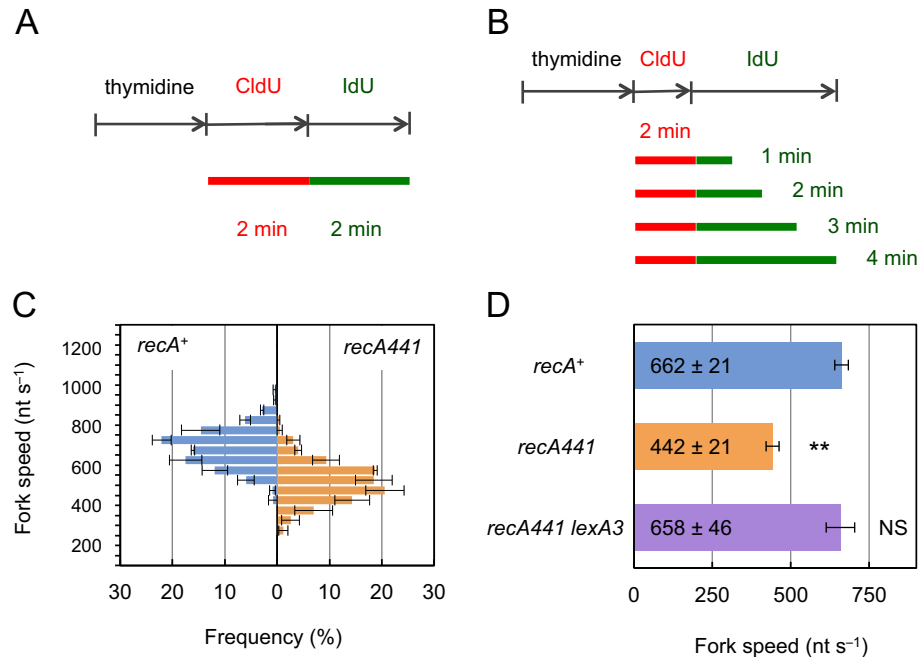 A
thymidine
CldU
IdU
2 min
2 min
B
thymidine
CldU
IdU
2 min
1 min
2 min
3 min
4 min
C
recA+
recA441
1200
1000
800
600
400
200
30
20
10
0
10
20
30
Fork speed (nt s⁻¹)
Frequency (%)
D
recA+
662 ± 21
recA441
442 ± 21
**
recA441 lexA3
658 ± 46
NS
0
250
500
750
Fork speed (nt s⁻¹)